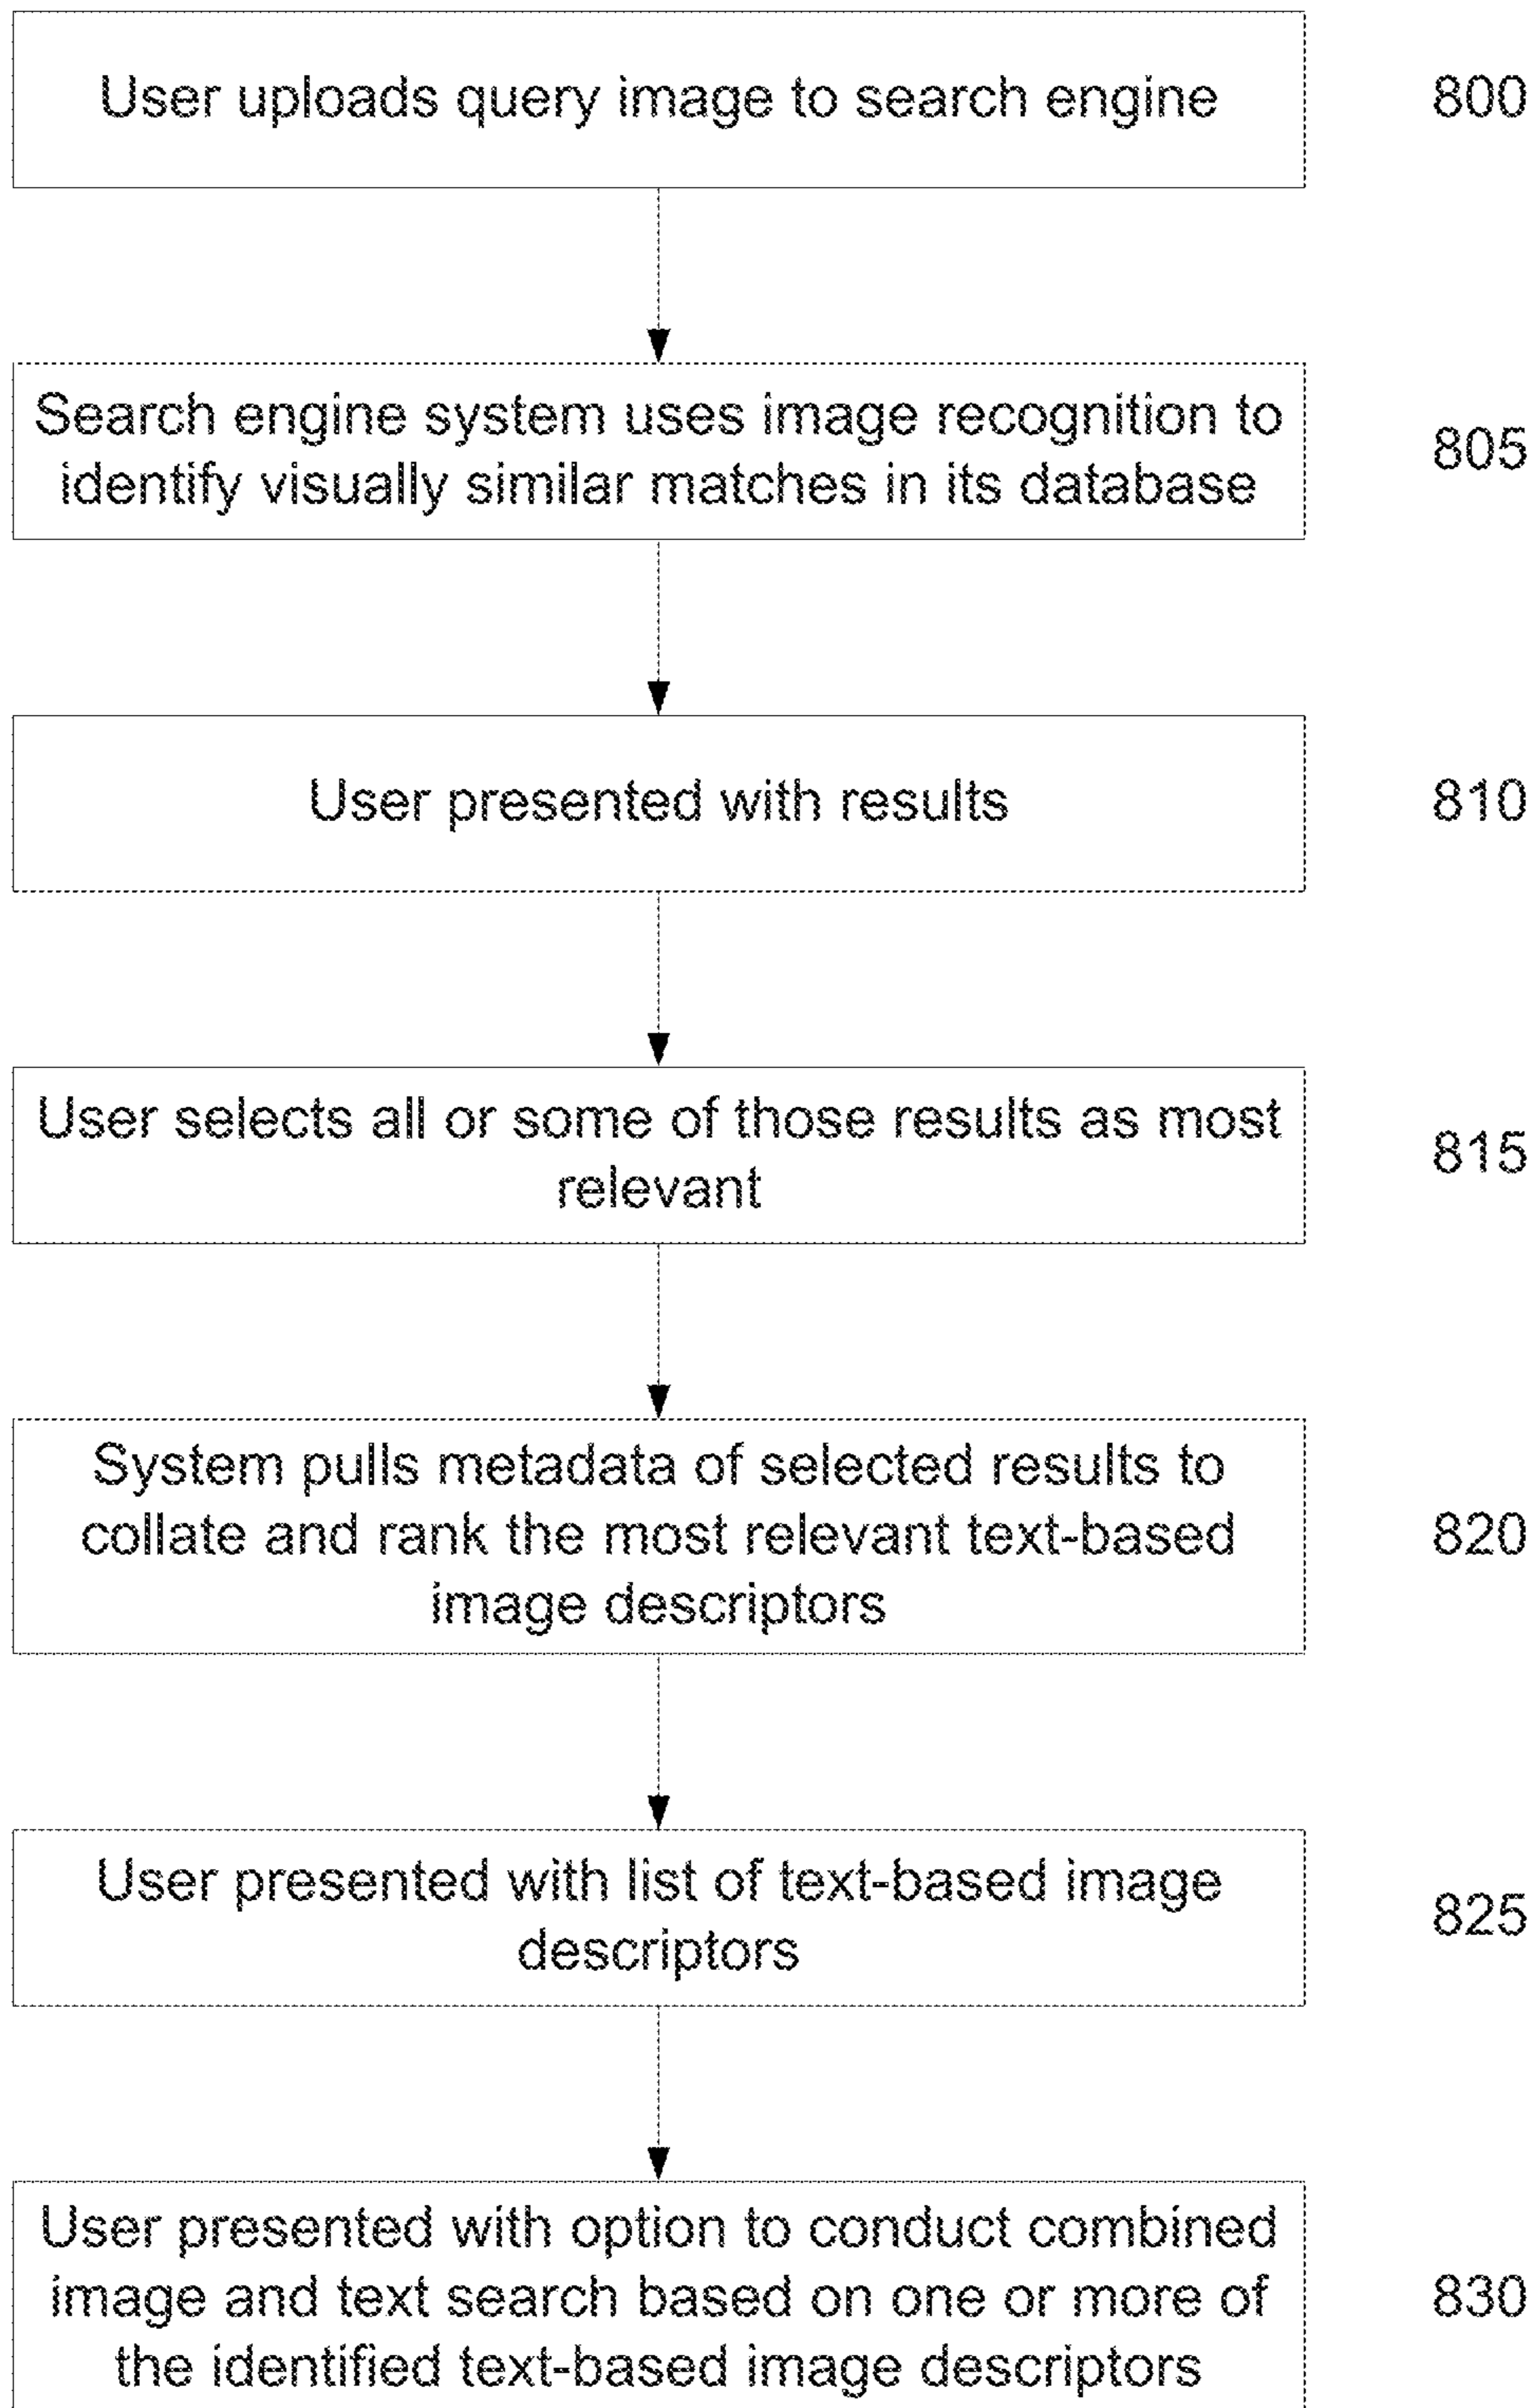 User uploads query image to search engine
800
Search engine system uses image recognition to
identify visually similar matches in its database
805
User presented with results
810
User selects all or some of those results as most
relevant
815
System pulls metadata of selected results to
collate and rank the most relevant text-based
image descriptors
820
User presented with list of text-based image
descriptors
825
User presented with option to conduct combined
image and text search based on one or more of
the identified text-based image descriptors
830